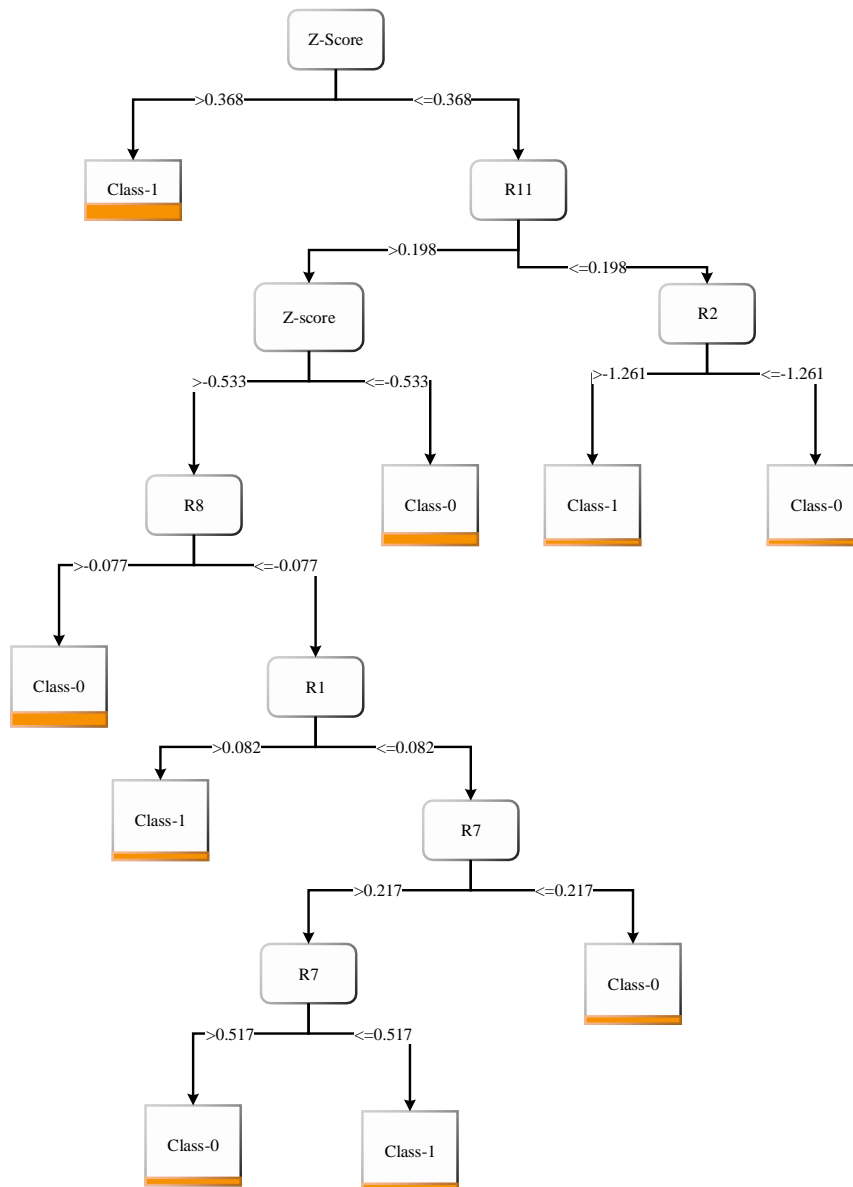 Z-Score
>0.368
<=0.368
Class-1
R11
>0.198
<=0.198
Z-score
R2
>-0.533
<=-0.533
>-1.261
<=-1.261
R8
Class-0
Class-1
Class-0
>-0.077
<=-0.077
Class-0
R1
>0.082
<=0.082
Class-1
R7
>0.217
<=0.217
R7
Class-0
>0.517
<=0.517
Class-0
Class-1